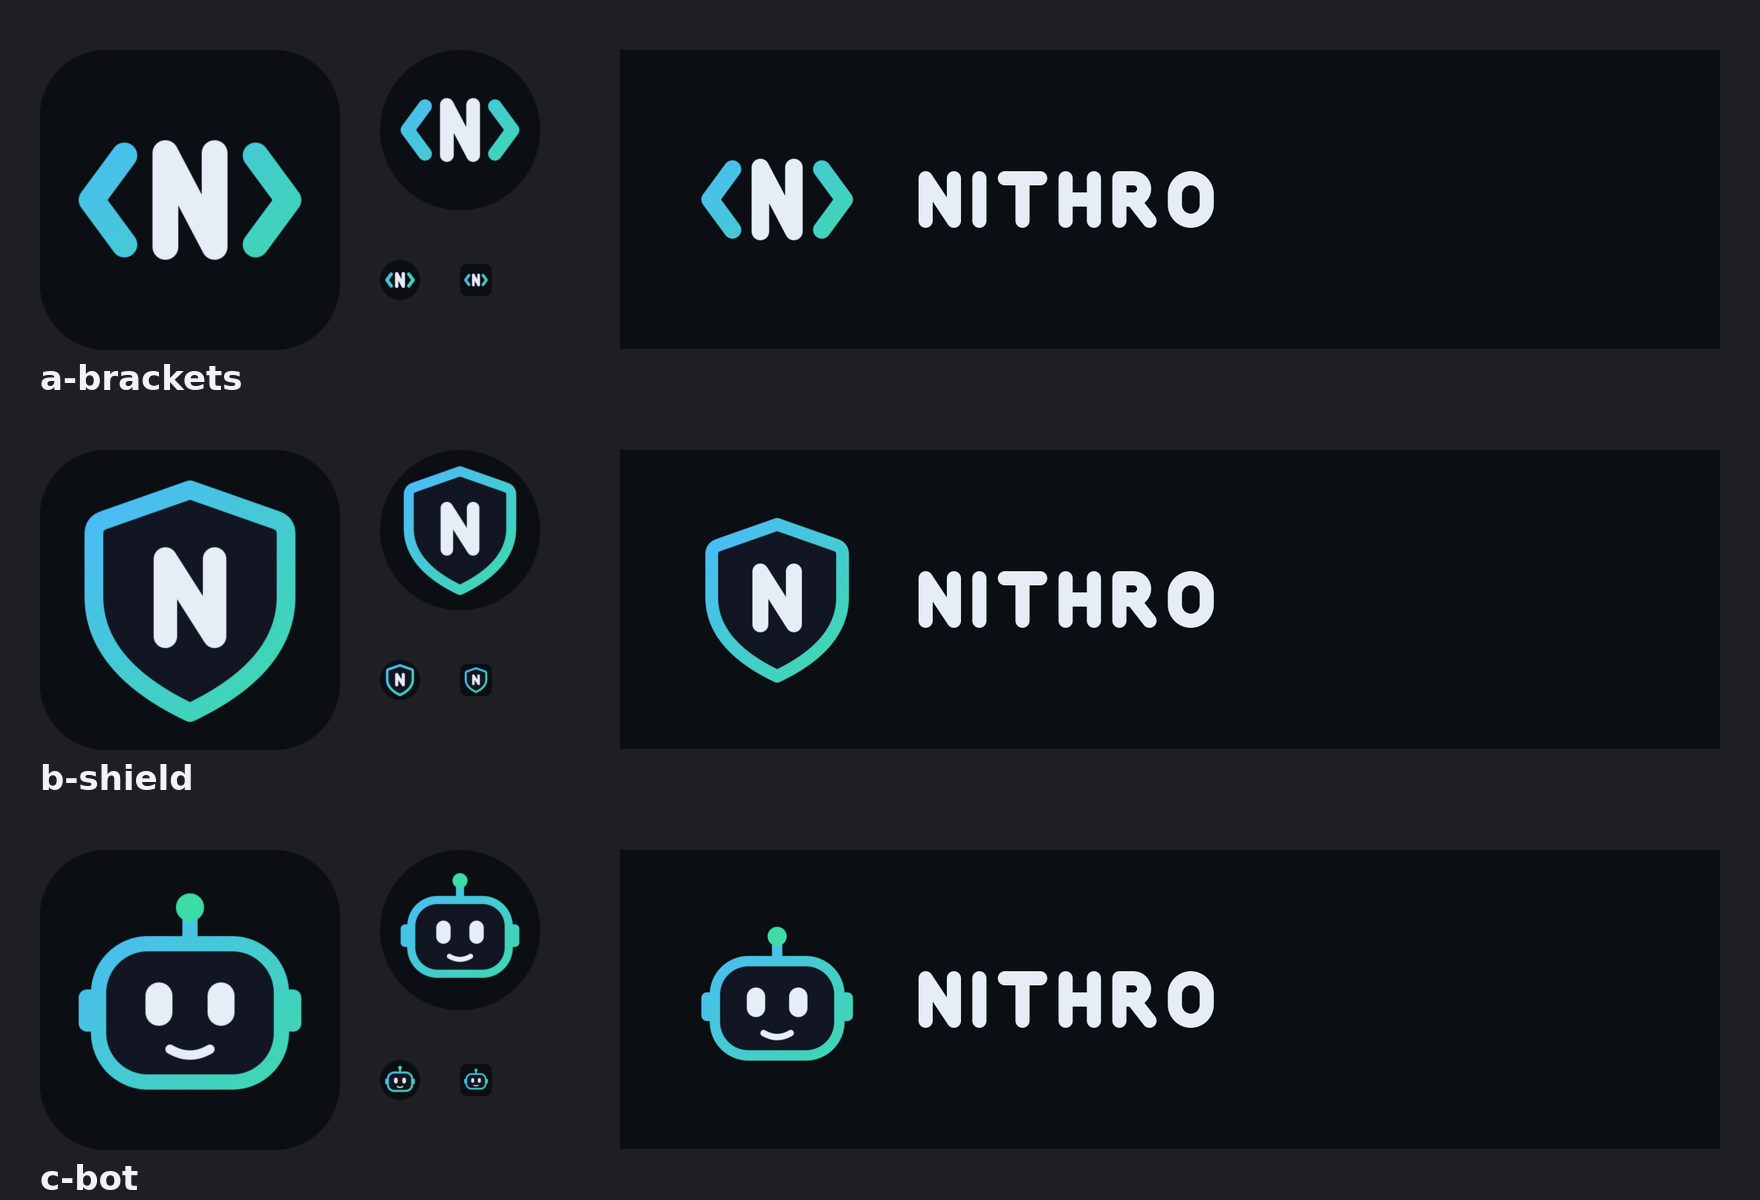 <N>
<N>
<N> NITHRO
<N>
<N>
a-brackets
N
N
N NITHRO
N
N
b-shield
NITHRO
c-bot